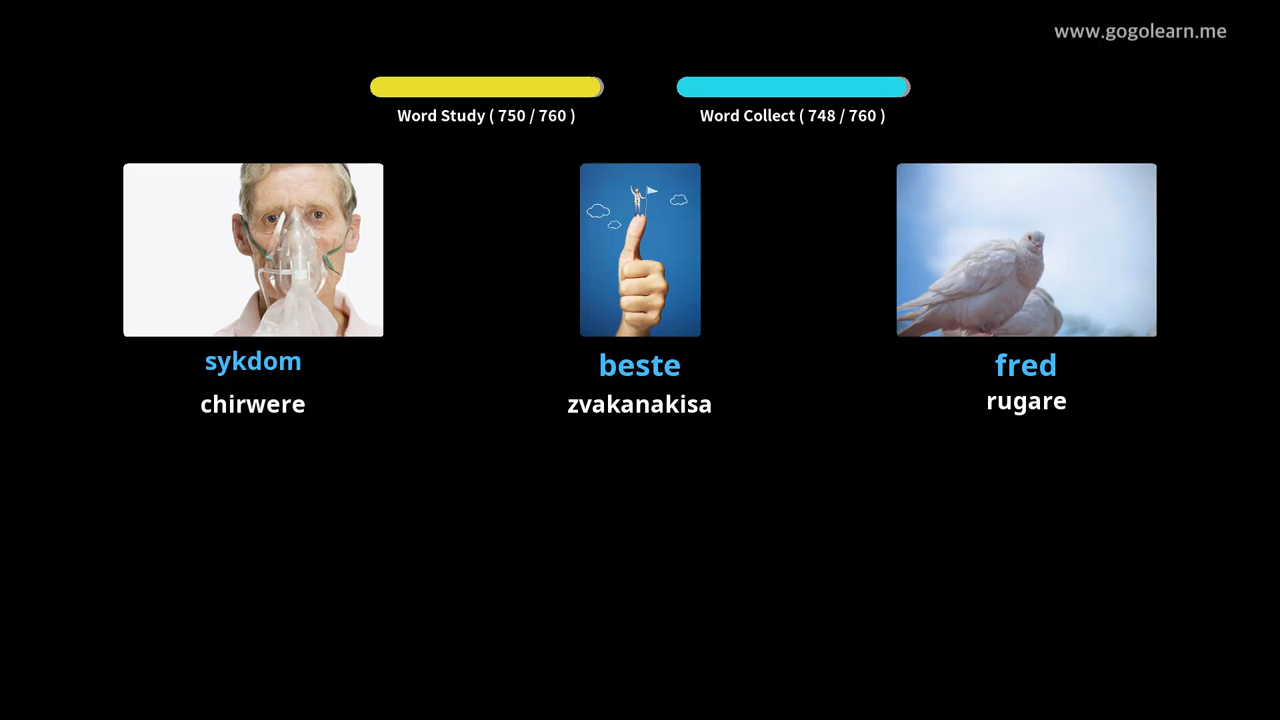 www.gogolearn.me
Word Study ( 750 / 760 )
Word Collect ( 748 / 760 )
sykdom
beste
fred
chirwere
zvakanakisa
rugare